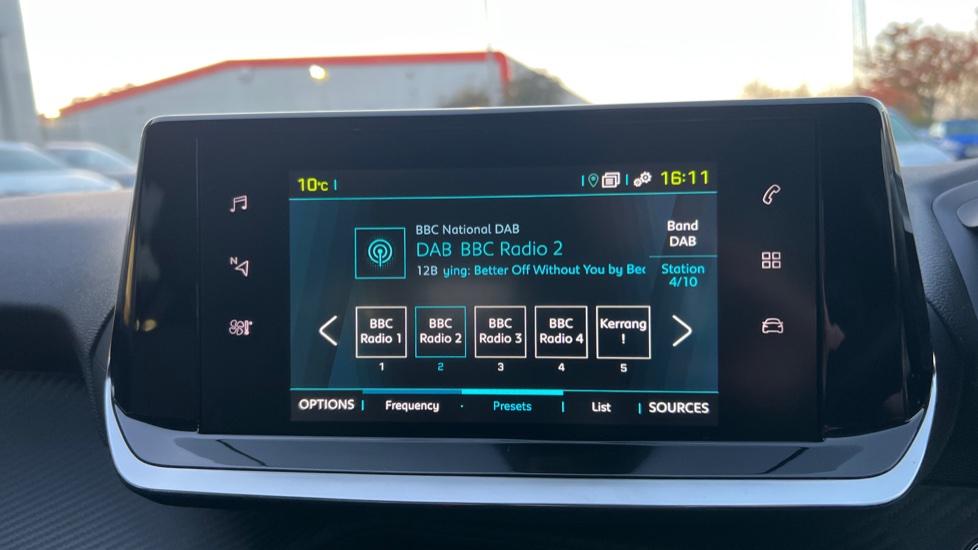 10°C
16:11
BBC National DAB
DAB BBC Radio 2
12B ying: Better Off Without You by Bec
Band
DAB
Station
4/10
BBC
Radio 1
BBC
Radio 2
BBC
Radio 3
BBC
Radio 4
Kerrang
!
1 2 3 4 5
OPTIONS Frequency · Presets List SOURCES
N